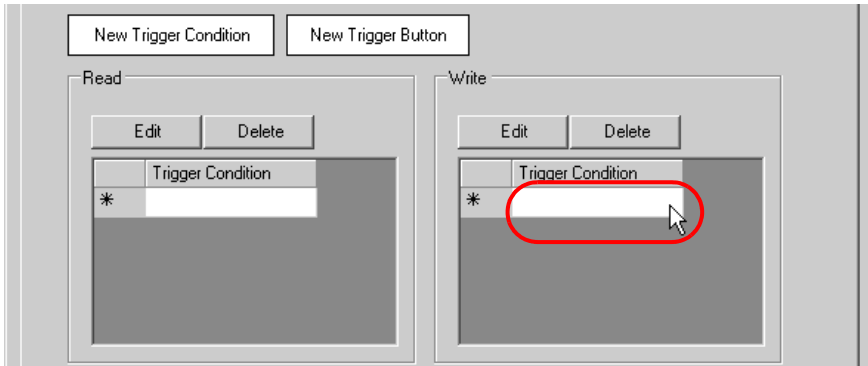 New Trigger Condition New Trigger Button
Read Write
Edit Delete Edit Delete
Trigger Condition Trigger Condition
* *